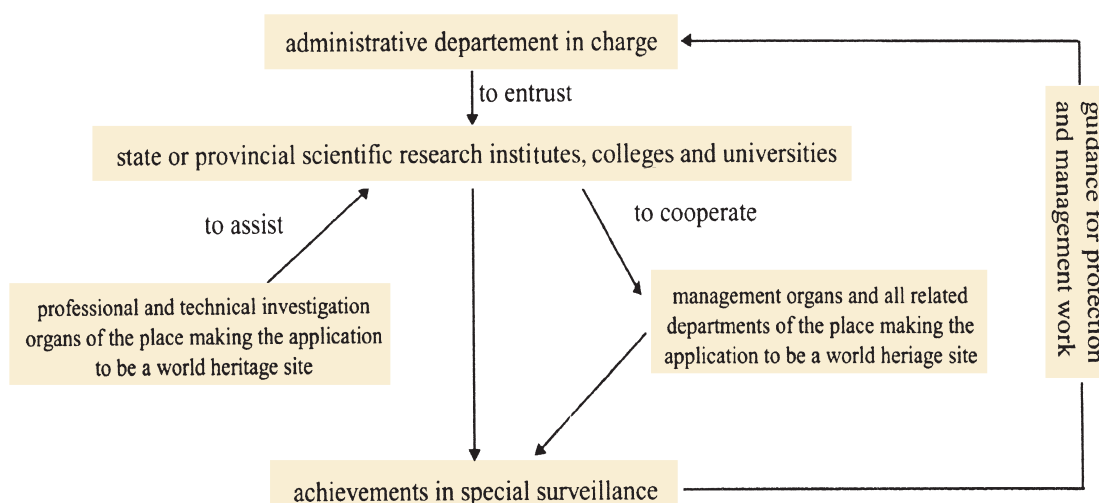 administrative departement in charge
to entrust
state or provincial scientific research institutes, colleges and universities
to assist
to cooperate
professional and technical investigation
organs of the place making the application
to be a world heritage site
management organs and all related
departments of the place making the
application to be a world heriage site
guidance for protection
and management work
achievements in special surveillance